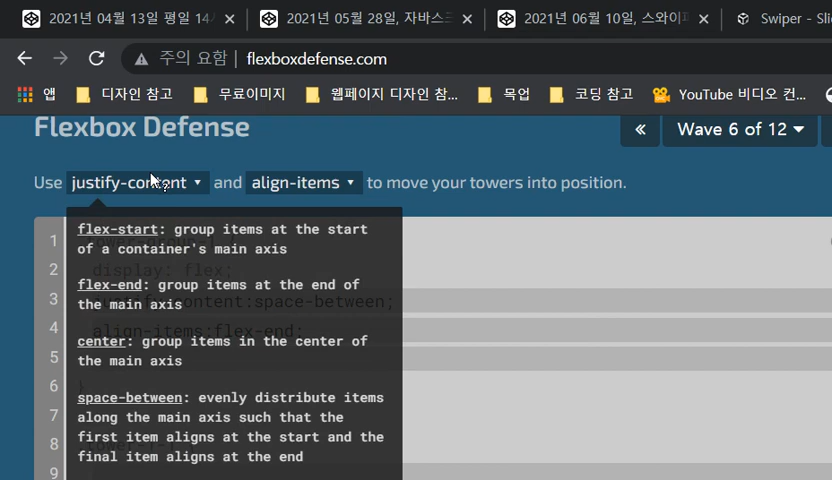 2021년 04월 13일 평일 14
2021년 05월 28일, 자바스
2021년 06월 10일, 스와이
Swiper - Sli
주의 요함 | flexboxdefense.com
앱 디자인 참고 무료이미지 웹페이지 디자인 참... 목업 코딩 참고 YouTube 비디오 컨...
Flexbox Defense
« Wave 6 of 12
Use justify-content and align-items to move your towers into position.
flex-start: group items at the start
of a container's main axis
flex-end: group items at the end of
the main axis
center: group items in the center of
the main axis
space-between: evenly distribute items
along the main axis such that the
first item aligns at the start and the
final item aligns at the end
1
2 display: flex;
3 justify-content:space-between;
4 align-items:flex-end;
5
6 }
7
8
9